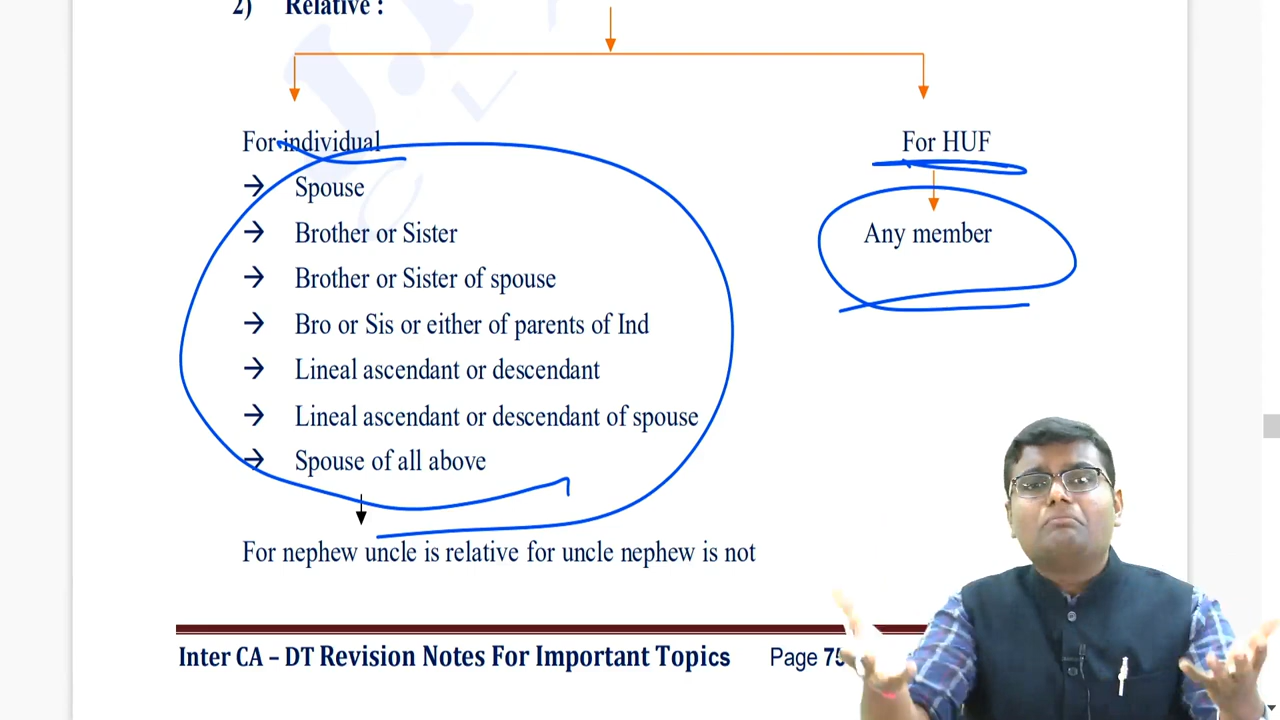 2) Relative :
For individual
For HUF
→ Spouse
→ Brother or Sister
Any member
→ Brother or Sister of spouse
→ Bro or Sis or either of parents of Ind
→ Lineal ascendant or descendant
→ Lineal ascendant or descendant of spouse
→ Spouse of all above
For nephew uncle is relative for uncle nephew is not
Inter CA – DT Revision Notes For Important Topics Page 75